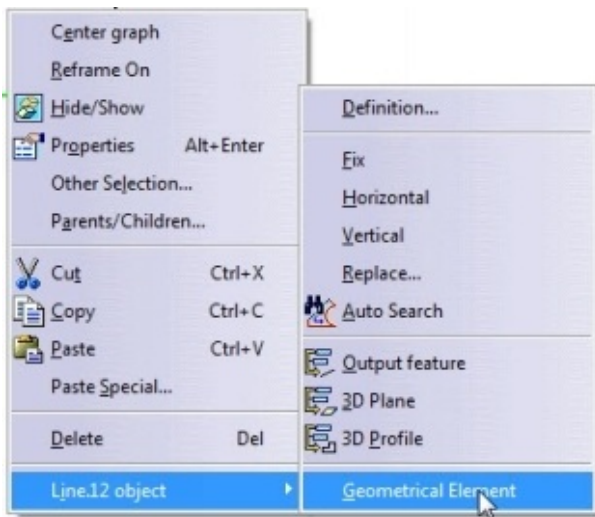 Center graph
Reframe On
Hide/Show
Properties Alt+Enter
Other Selection...
Parents/Children...
Cut Ctrl+X
Copy Ctrl+C
Paste Ctrl+V
Paste Special...
Delete Del
Line.12 object
Definition...
Fix
Horizontal
Vertical
Replace...
Auto Search
Output feature
3D Plane
3D Profile
Geometrical Element